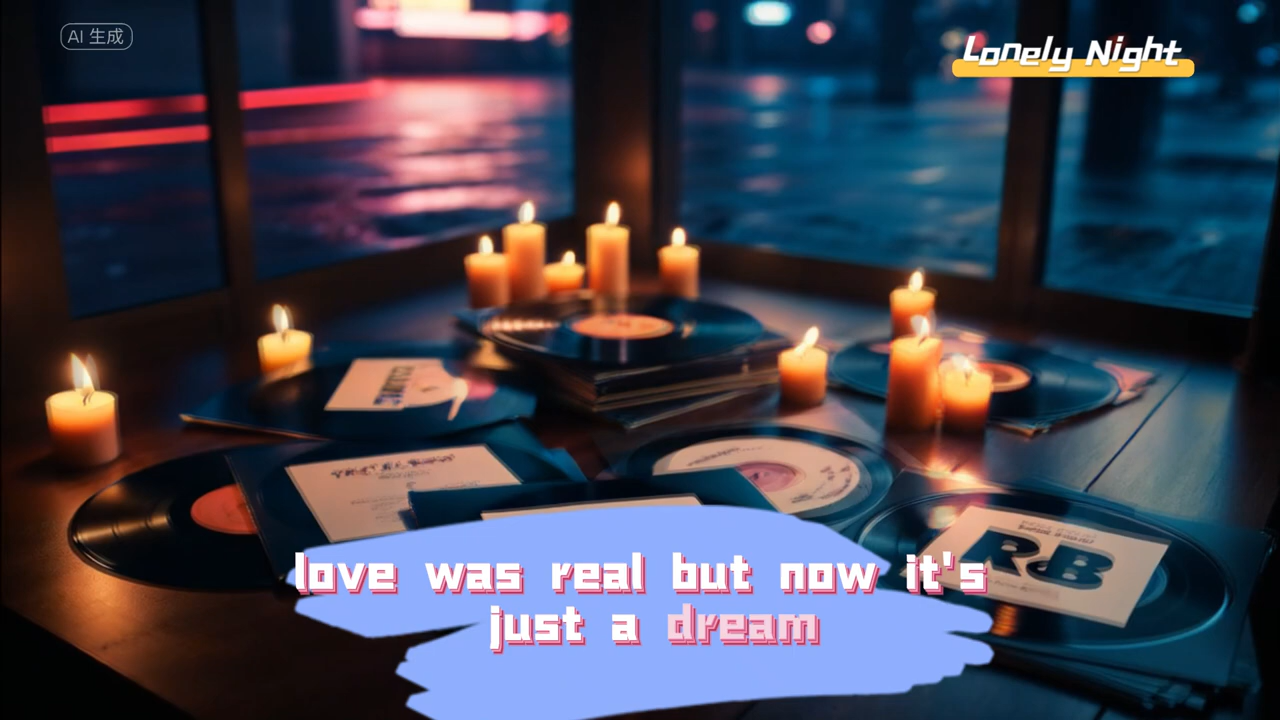 AI 生成
Lonely Night
RB
love was real but now it's
just a dream